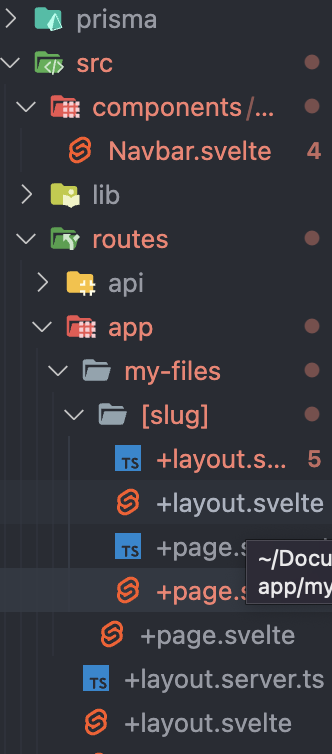 prisma
src
components/...
Navbar.svelte 4
lib
routes
api
app
my-files
[slug]
TS +layout.s... 5
+layout.svelte
TS +page.s
~/Docu
app/my
+page.s
+page.svelte
TS +layout.server.ts
+layout.svelte